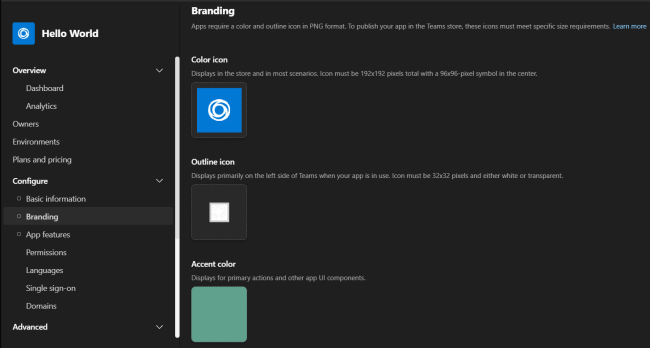 Hello World
Overview
Dashboard
Analytics
Owners
Environments
Plans and pricing
Configure
Basic information
Branding
App features
Permissions
Languages
Single sign-on
Domains
Advanced
Branding
Apps require a color and outline icon in PNG format. To publish your app in the Teams store, these icons must meet specific size requirements. Learn more
Color icon
Displays in the store and in most scenarios. Icon must be 192x192 pixels total with a 96x96-pixel symbol in the center.
Outline icon
Displays primarily on the left side of Teams when your app is in use. Icon must be 32x32 pixels and either white or transparent.
Accent color
Displays for primary actions and other app UI components.